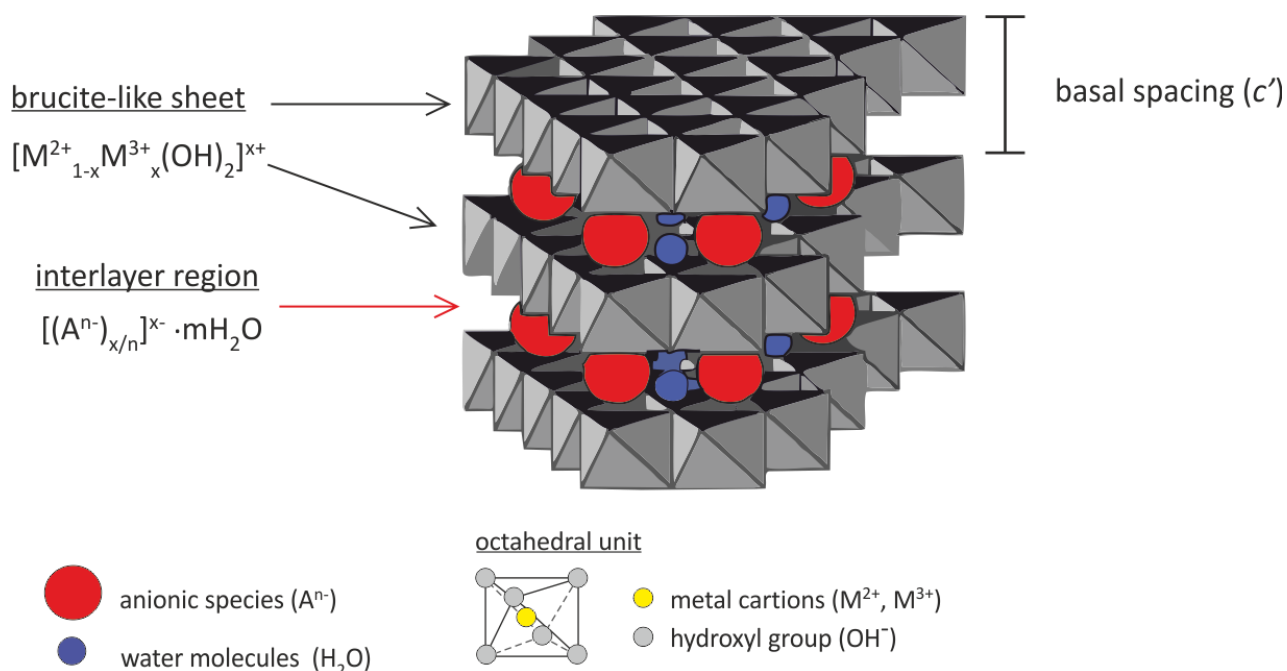 brucite-like sheet
[M²⁺₁₋ₓM³⁺ₓ(OH)₂]ˣ⁺
interlayer region
[(Aⁿ⁻)ₓ/ₙ]ˣ⁻ ·mH₂O
basal spacing (c’)
octahedral unit
anionic species (Aⁿ⁻)
water molecules (H₂O)
metal cartions (M²⁺, M³⁺)
hydroxyl group (OH⁻)